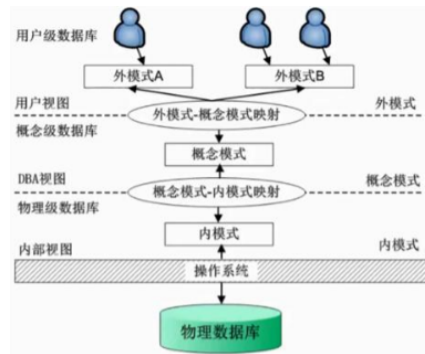 用户级数据库
外模式A
外模式B
用户视图
外模式-概念模式映射
外模式
概念级数据库
概念模式
DBA视图
概念模式-内模式映射
概念模式
物理级数据库
内模式
内部视图
内模式
操作系统
物理数据库